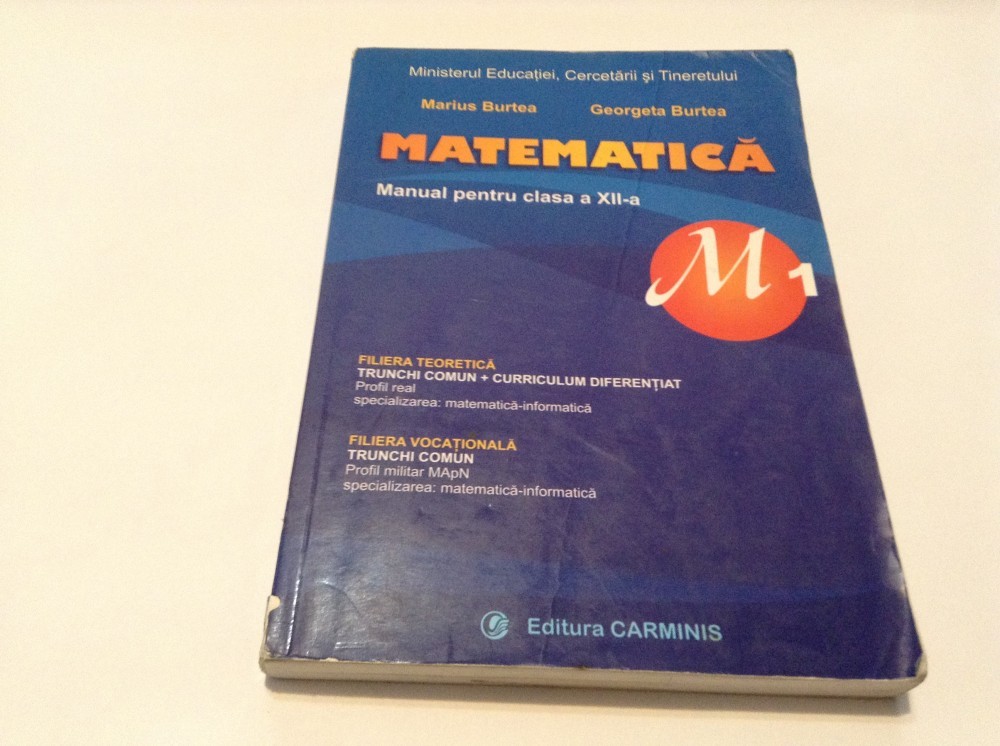 Ministerul Educației, Cercetării și Tineretului
Marius Burtea Georgeta Burtea
MATEMATICĂ
Manual pentru clasa a XII-a
M1
FILIERA TEORETICĂ
TRUNCHI COMUN + CURRICULUM DIFERENȚIAT
Profil real
specializarea: matematică-informatică
FILIERA VOCAȚIONALĂ
TRUNCHI COMUN
Profil militar MApN
specializarea: matematică-informatică
Editura CARMINIS